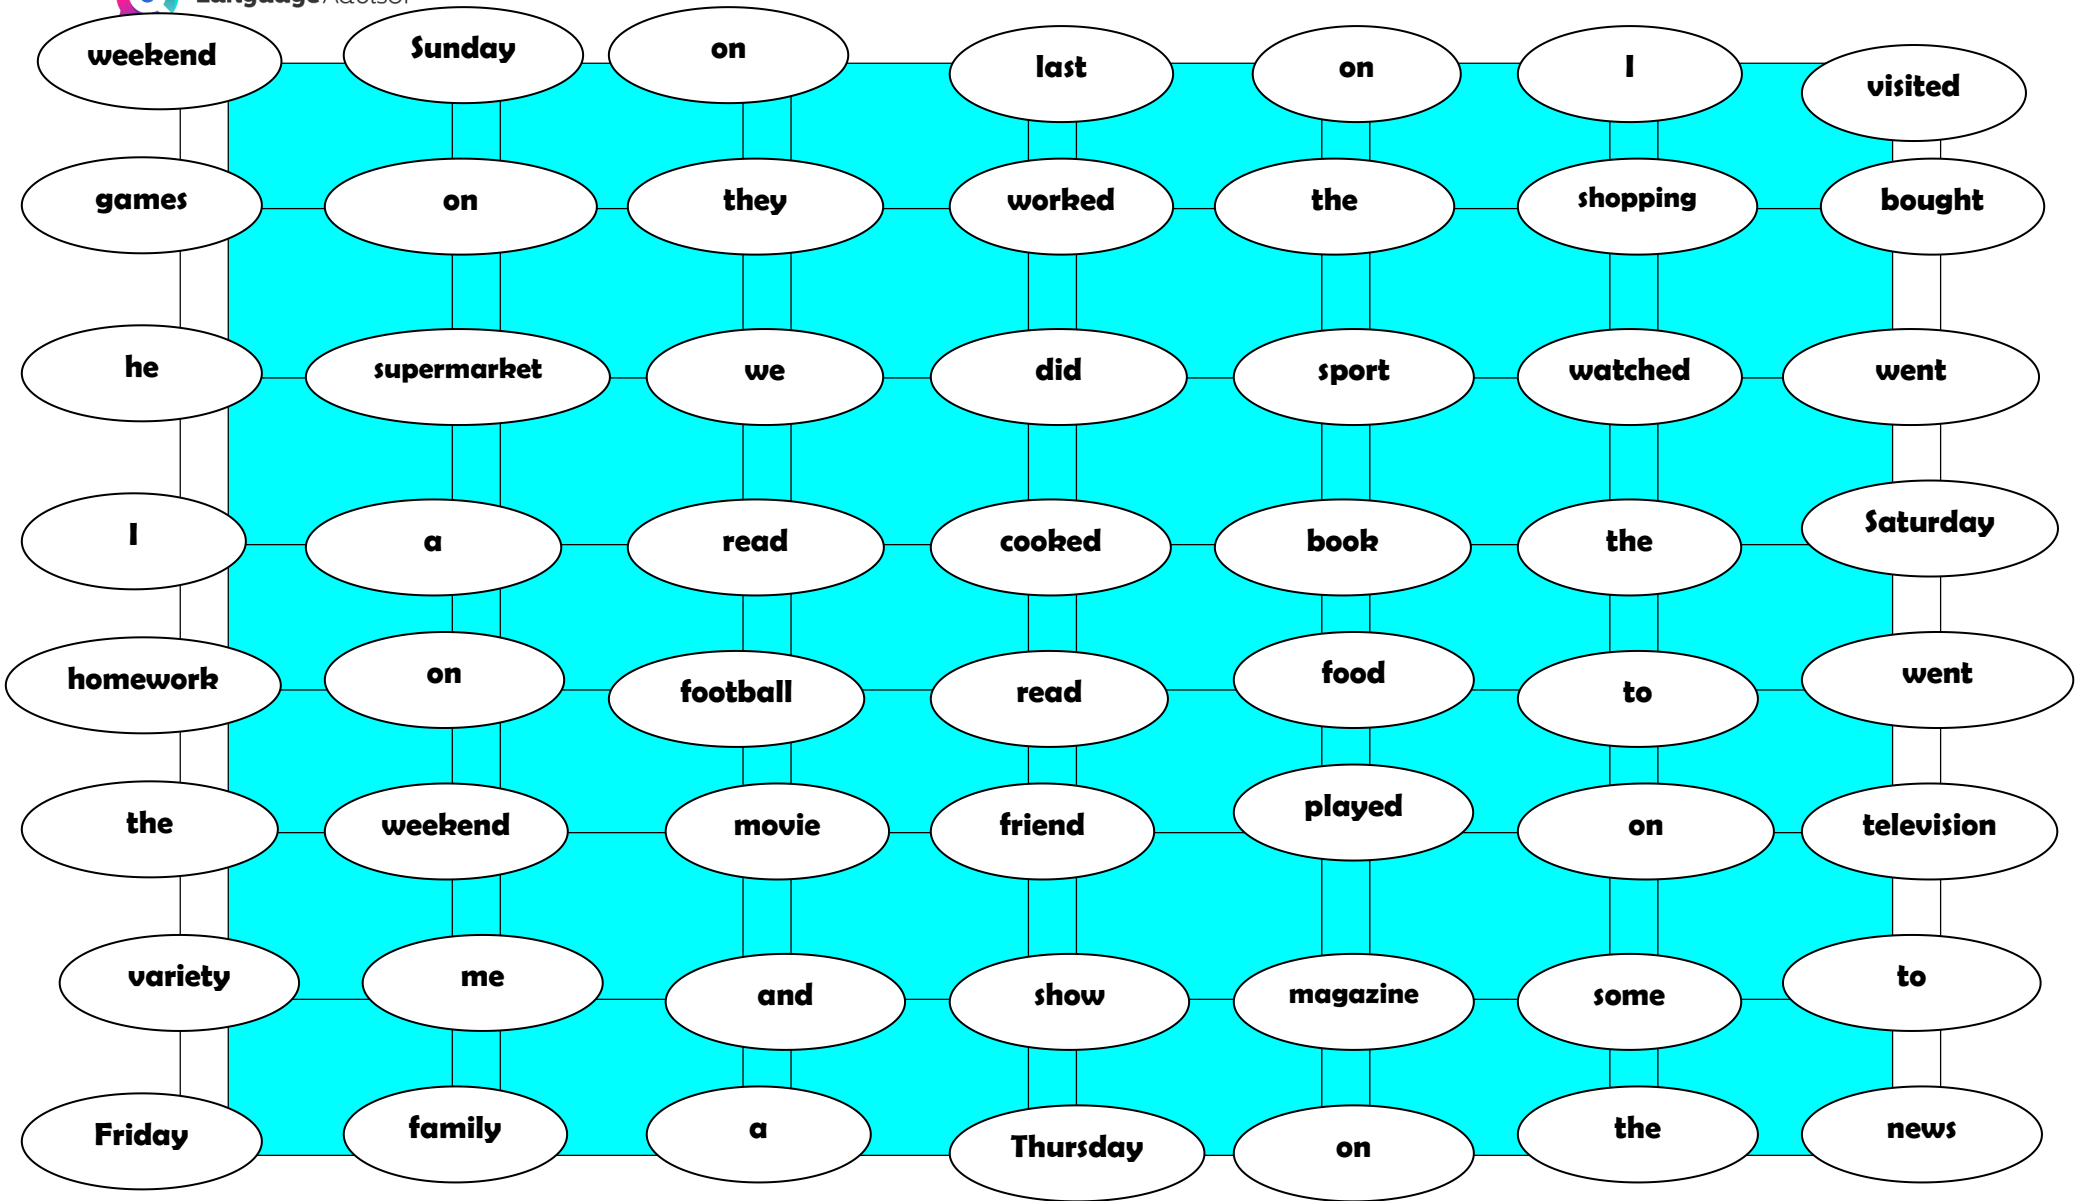 Language Advisor
weekend Sunday on last on I visited
games on they worked the shopping bought
he supermarket we did sport watched went
I a read cooked book the Saturday
homework on football read food to went
the weekend movie friend played on television
variety me and show magazine some to
Friday family a Thursday on the news